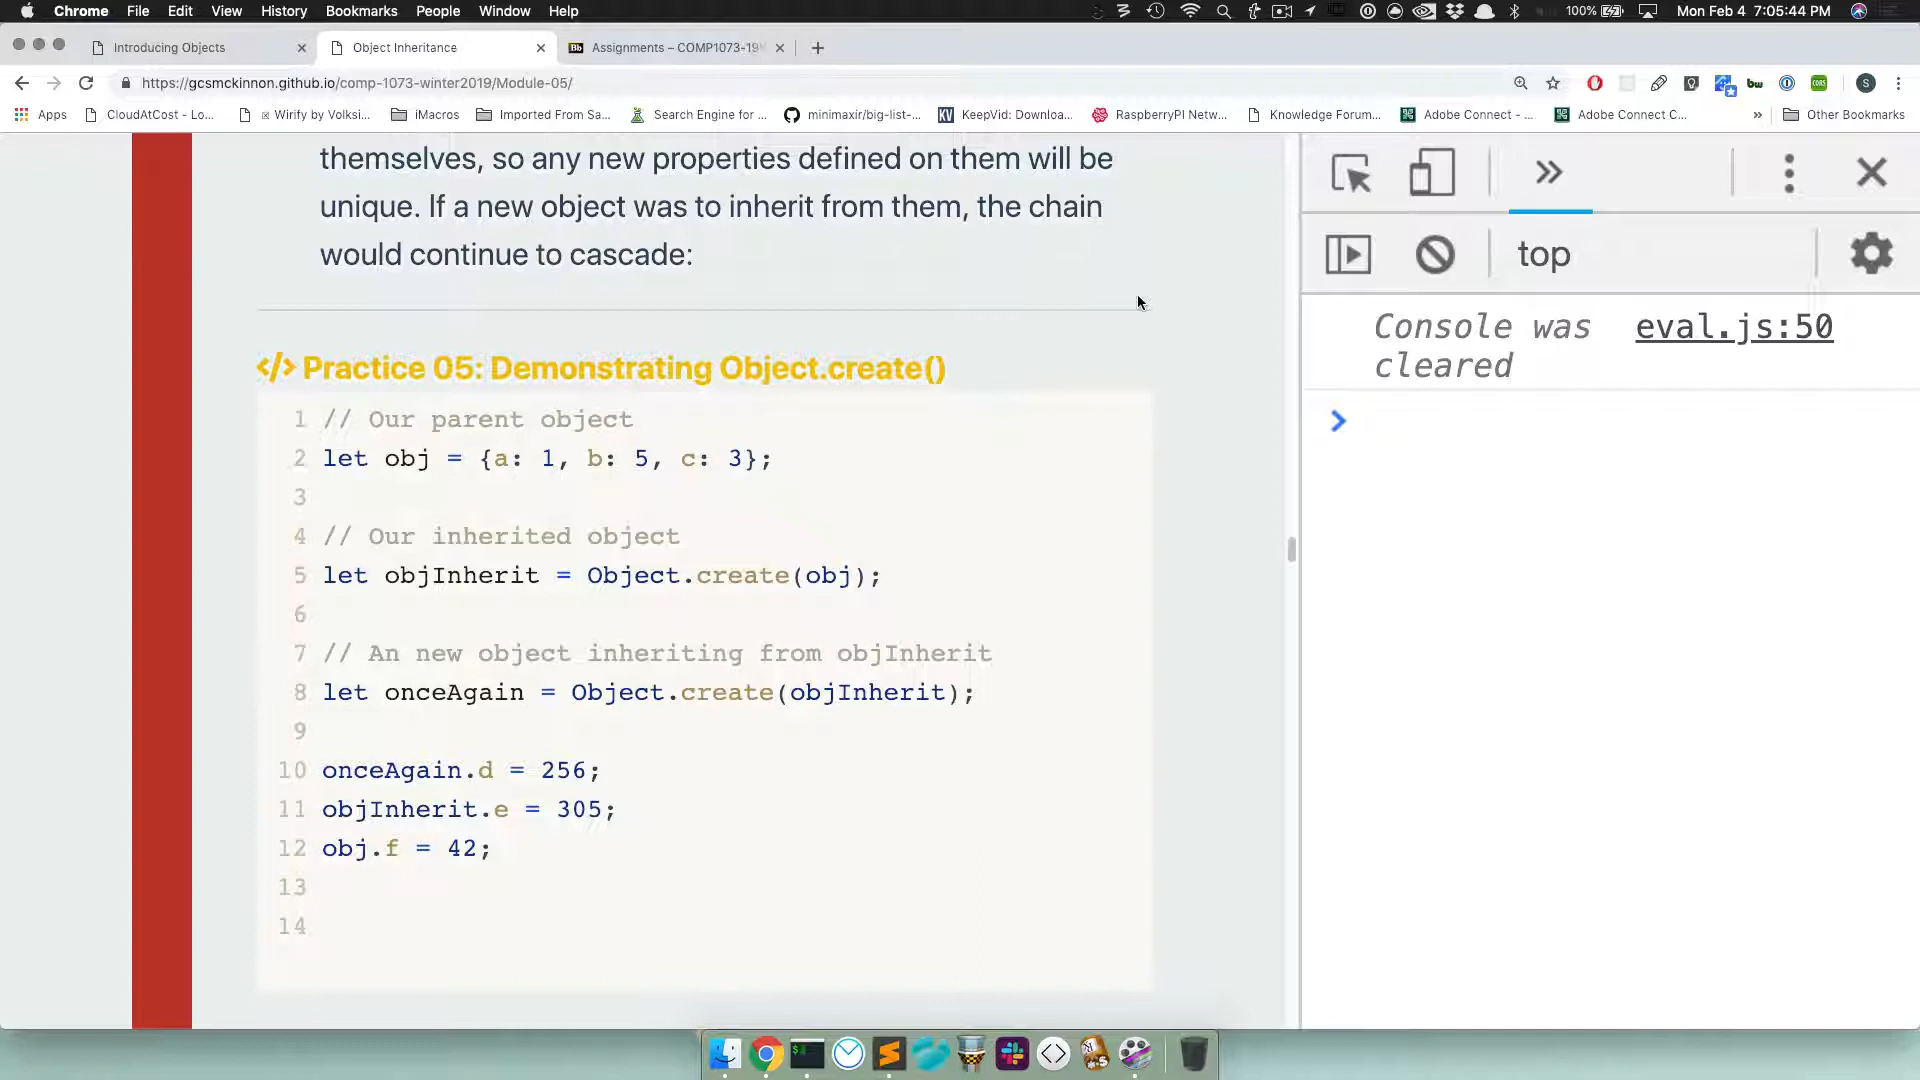 Chrome File Edit View History Bookmarks People Window Help 100% Mon Feb 4 7:05:44 PM
Introducing Objects Object Inheritance Bb Assignments – COMP1073-19
https://gcsmckinnon.github.io/comp-1073-winter2019/Module-05/ S
Apps CloudAtCost - Lo... Wirify by Volksi... iMacros Imported From Sa... Search Engine for ... minimaxir/big-list-... KV KeepVid: Downloa... RaspberryPI Netw... Knowledge Forum... Adobe Connect - ... Adobe Connect C... » Other Bookmarks
themselves, so any new properties defined on them will be
unique. If a new object was to inherit from them, the chain
would continue to cascade:
</> Practice 05: Demonstrating Object.create()
1 // Our parent object
2 let obj = {a: 1, b: 5, c: 3};
3
4 // Our inherited object
5 let objInherit = Object.create(obj);
6
7 // An new object inheriting from objInherit
8 let onceAgain = Object.create(objInherit);
9
10 onceAgain.d = 256;
11 objInherit.e = 305;
12 obj.f = 42;
13
14
top
Console was eval.js:50
cleared